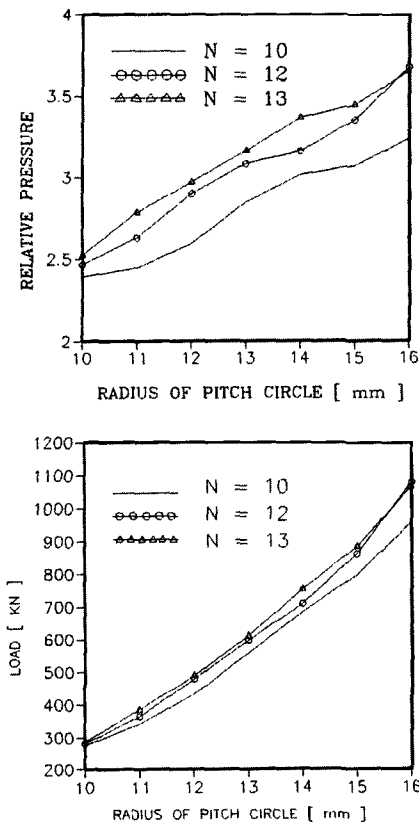 4
N = 10
N = 12
N = 13
3.5
3
2.5
2
RELATIVE PRESSURE
10 11 12 13 14 15 16
RADIUS OF PITCH CIRCLE [ mm ]
1200
1100
1000
900
800
700
600
500
400
300
200
N = 10
N = 12
N = 13
LOAD [ KN ]
10 11 12 13 14 15 16
RADIUS OF PITCH CIRCLE [ mm ]